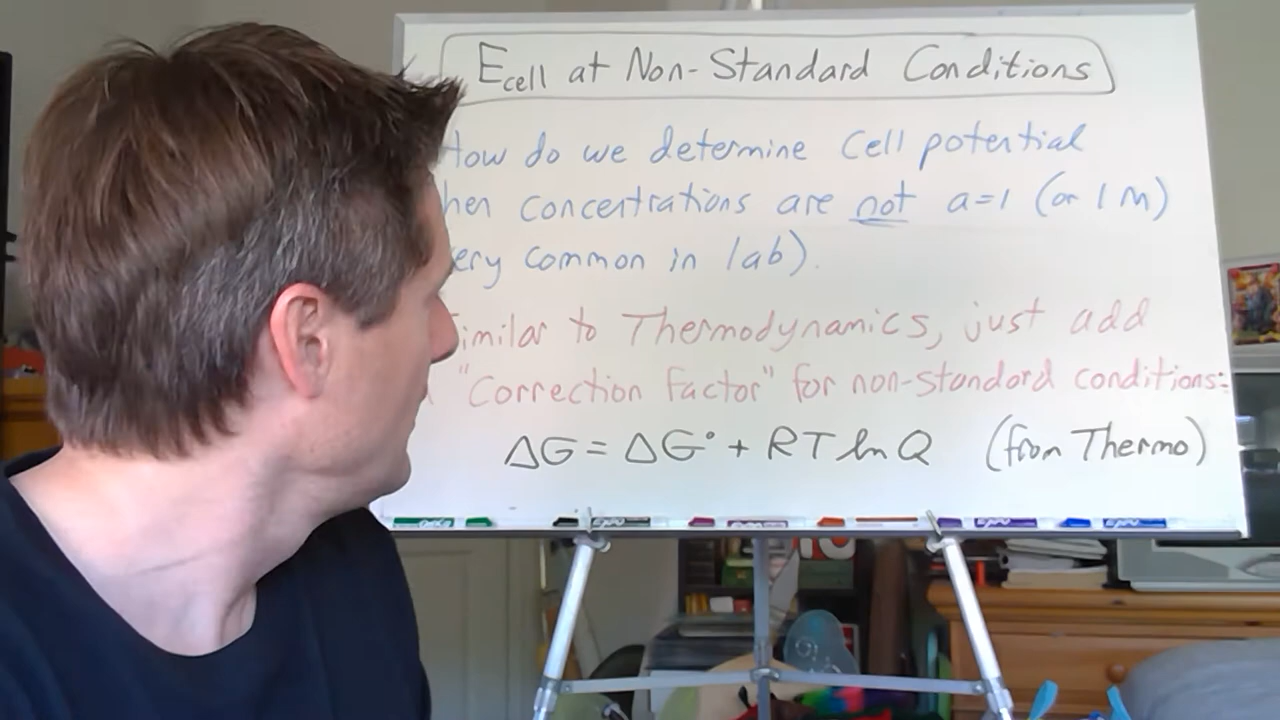 Ecell at Non-Standard Conditions
How do we determine Cell potential
hen concentrations are not a=1 (or 1 M)
ery common in lab).
imilar to Thermodynamics, just add
"Correction Factor" for non-standard conditions:
ΔG = ΔG° + RT ln Q (from Thermo)
EXPO